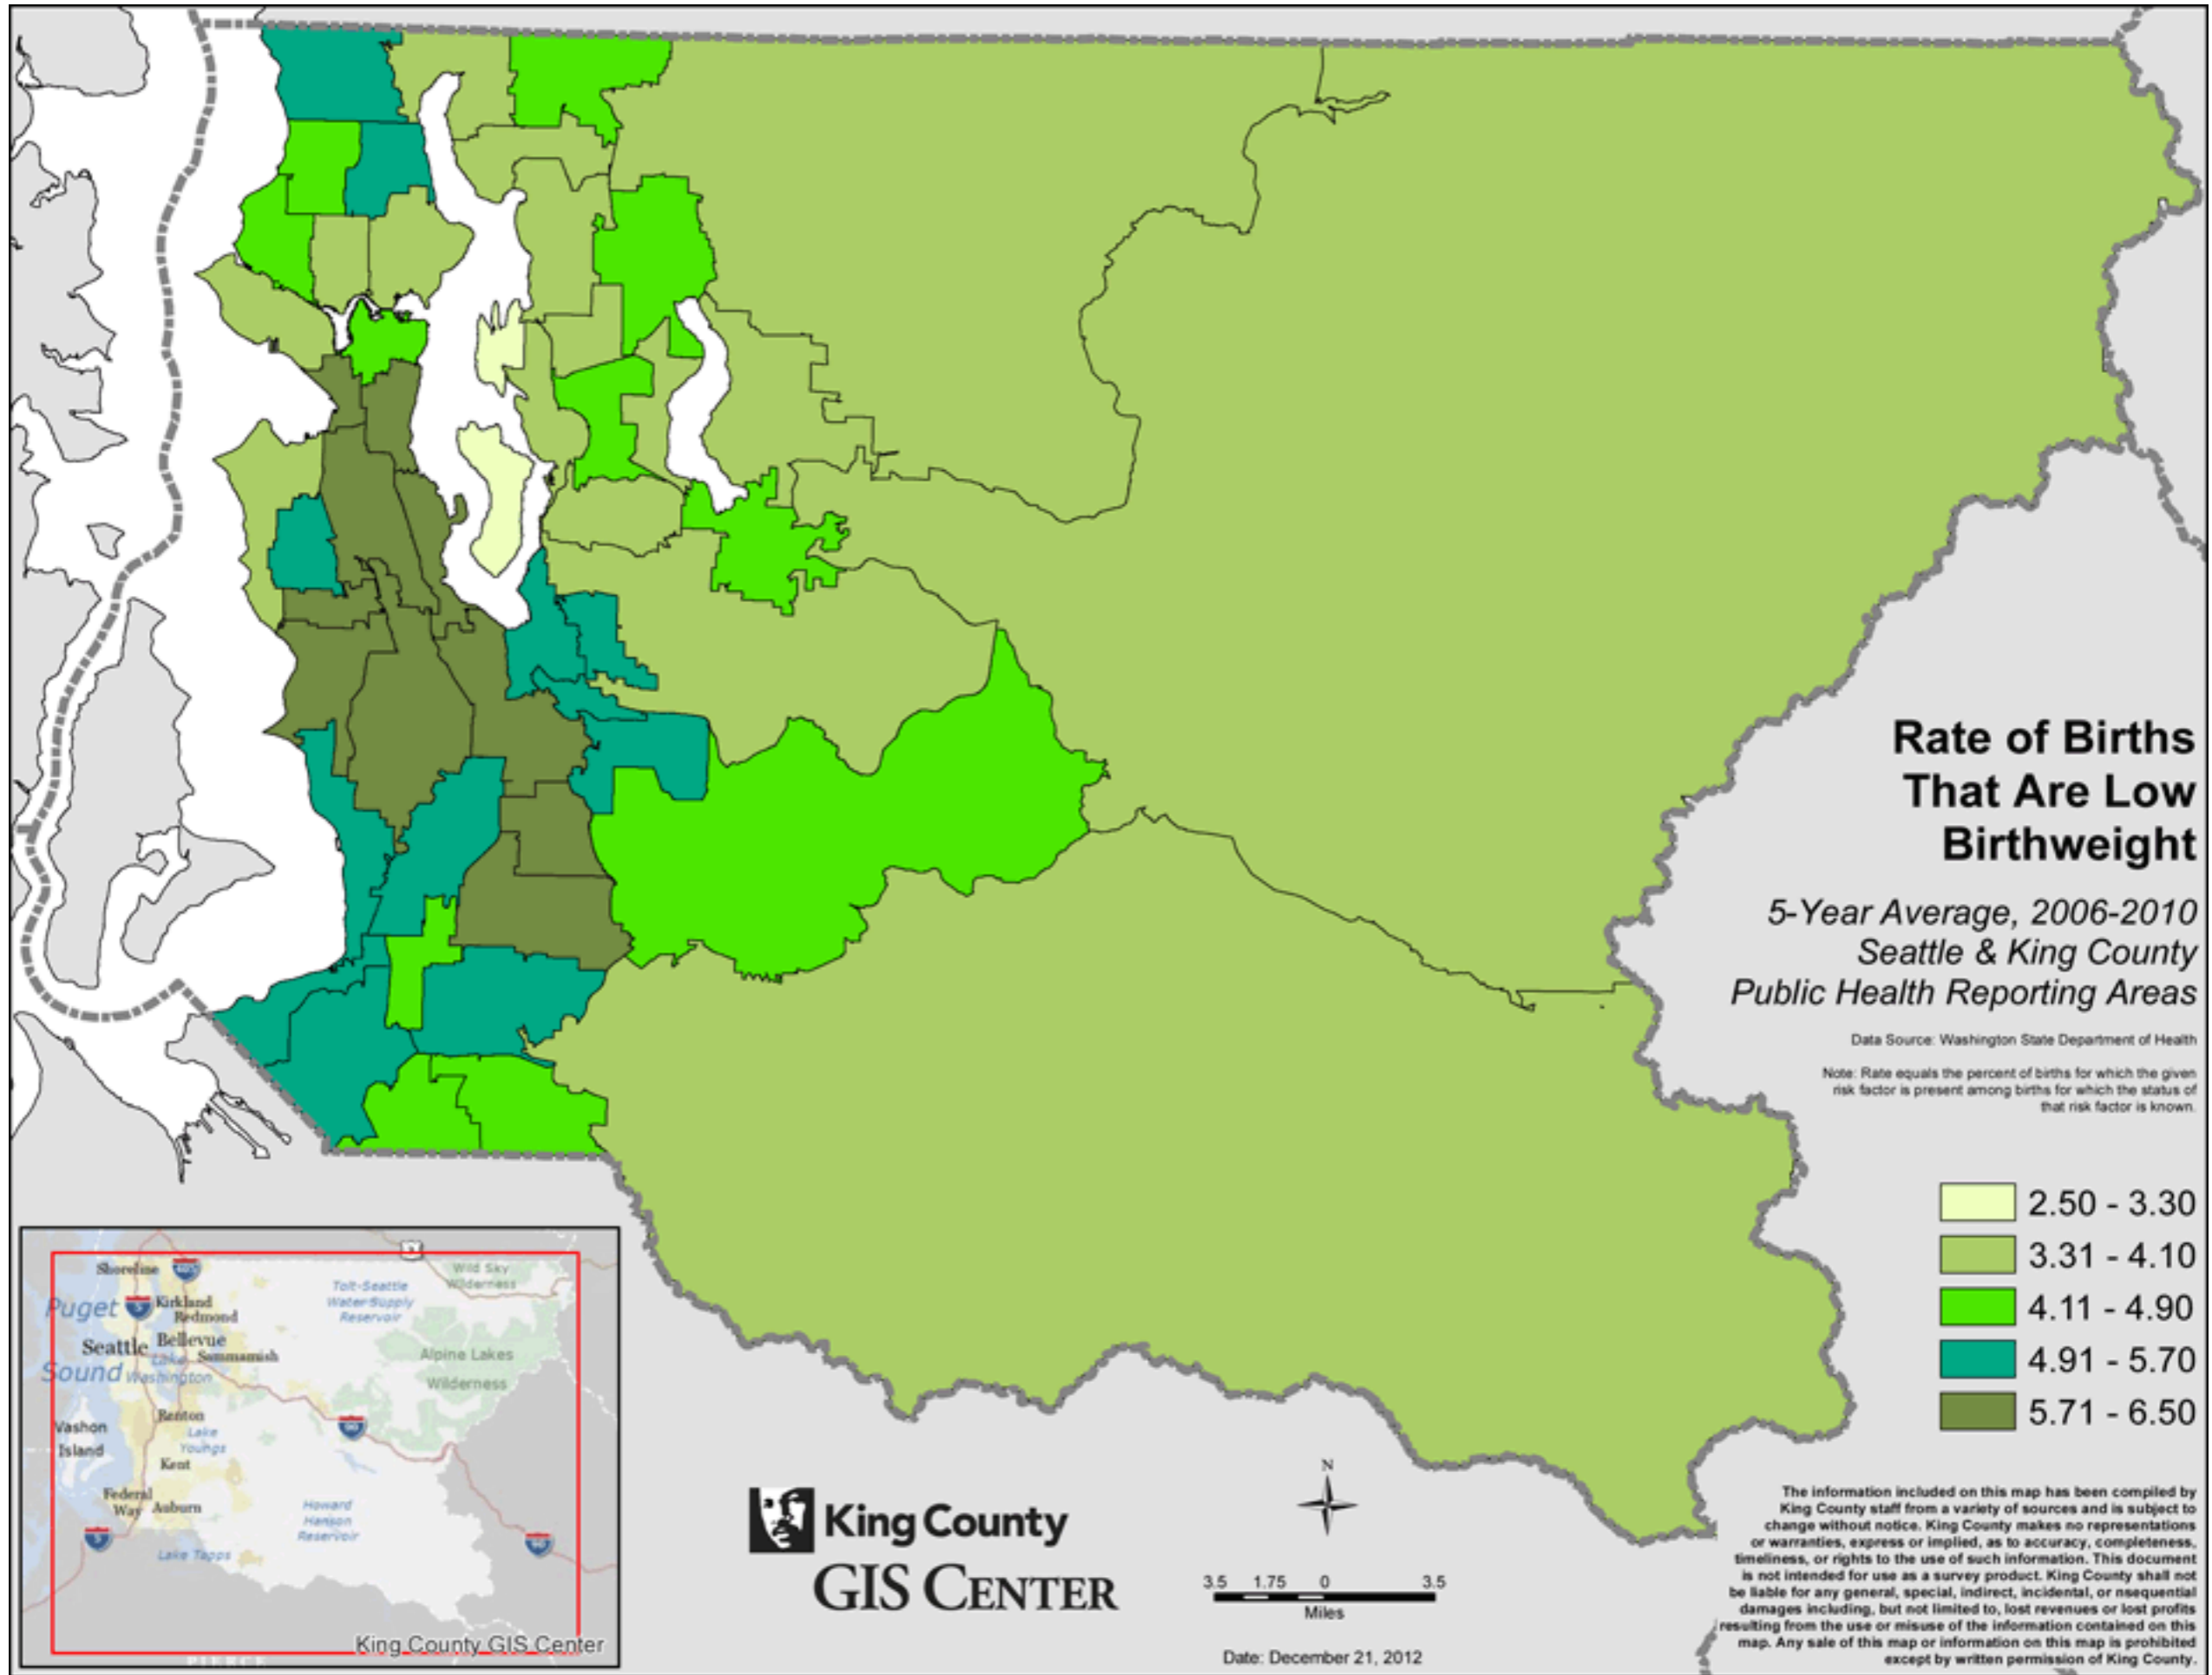 Rate of Births
That Are Low
Birthweight
5-Year Average, 2006-2010
Seattle & King County
Public Health Reporting Areas
Data Source: Washington State Department of Health
Note: Rate equals the percent of births for which the given
risk factor is present among births for which the status of
that risk factor is known.
2.50 - 3.30
3.31 - 4.10
4.11 - 4.90
4.91 - 5.70
5.71 - 6.50
Shoreline
405
Wild Sky
Wilderness
Tolt-Seattle
Water Supply
Reservoir
Puget
5
Kirkland
Redmond
Seattle
Bellevue
Sammamish
Sound
Lake
Washington
Alpine Lakes
Wilderness
Vashon
Island
Renton
Lake
Youngs
90
Kent
Federal
Way
Auburn
Howard
Hanson
Reservoir
5
90
Lake Tapps
King County GIS Center
PIERCE
King County
GIS CENTER
N
3.5 1.75 0 3.5
Miles
Date: December 21, 2012
The information included on this map has been compiled by
King County staff from a variety of sources and is subject to
change without notice. King County makes no representations
or warranties, express or implied, as to accuracy, completeness,
timeliness, or rights to the use of such information. This document
is not intended for use as a survey product. King County shall not
be liable for any general, special, indirect, incidental, or nsequential
damages including, but not limited to, lost revenues or lost profits
resulting from the use or misuse of the information contained on this
map. Any sale of this map or information on this map is prohibited
except by written permission of King County.